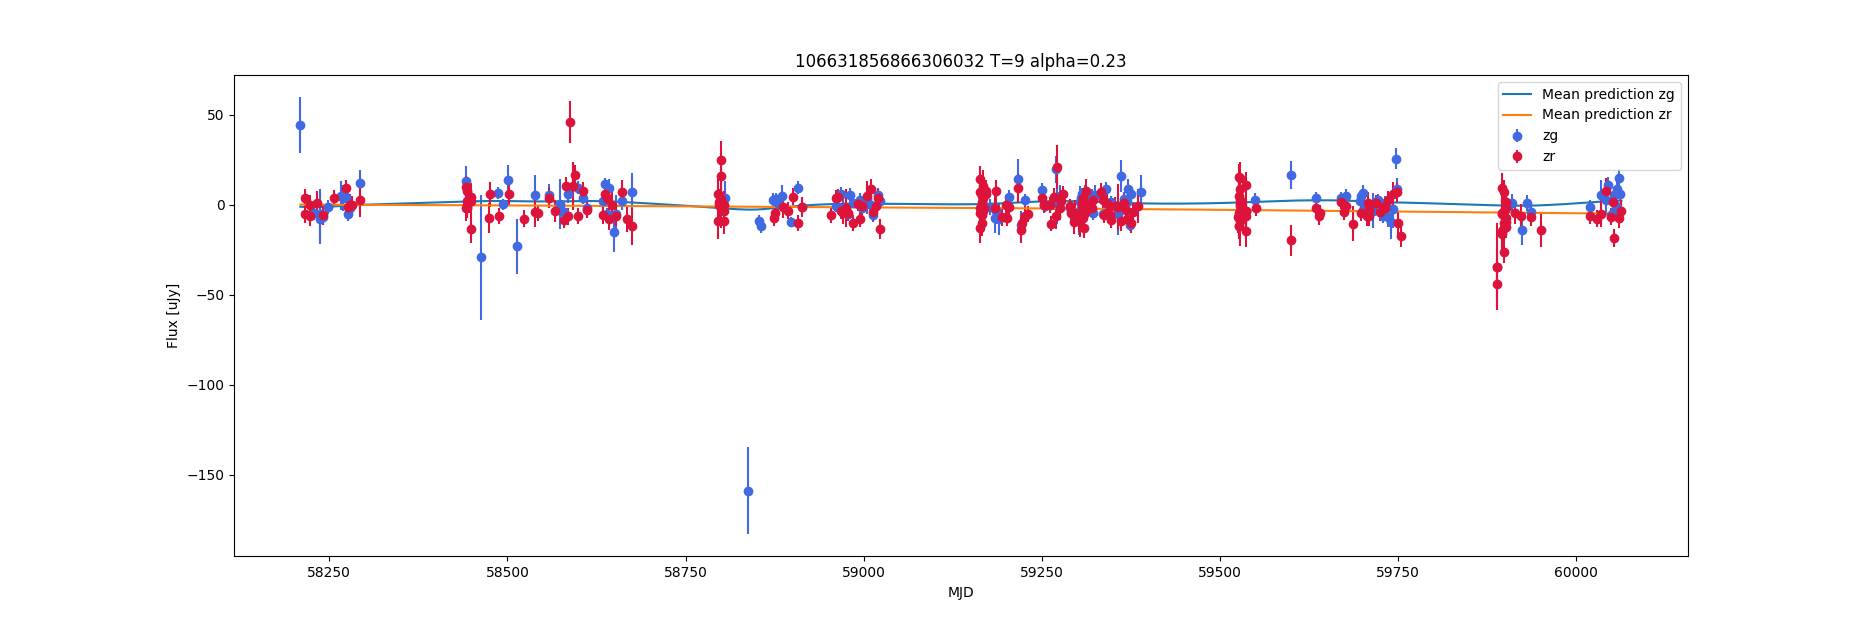 106631856866306032 T=9 alpha=0.23
Mean prediction zg
Mean prediction zr
zg
zr
50
0
−50
−100
−150
Flux [uJy]
58250
58500
58750
59000
59250
59500
59750
60000
MJD